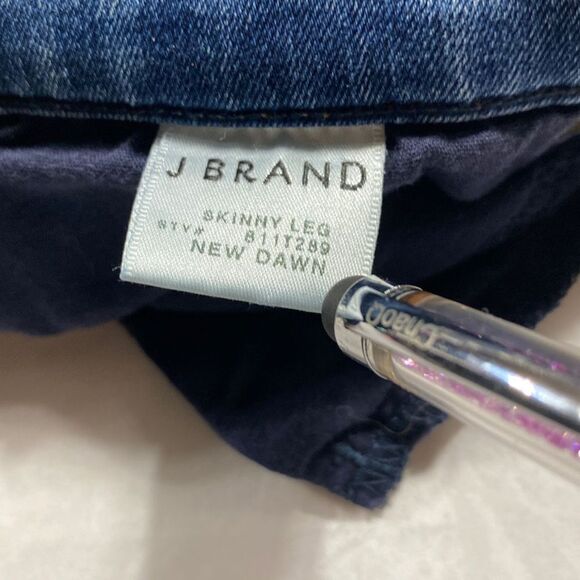 J BRAND
SKINNY LEG
STY# 811T289
NEW DAWN